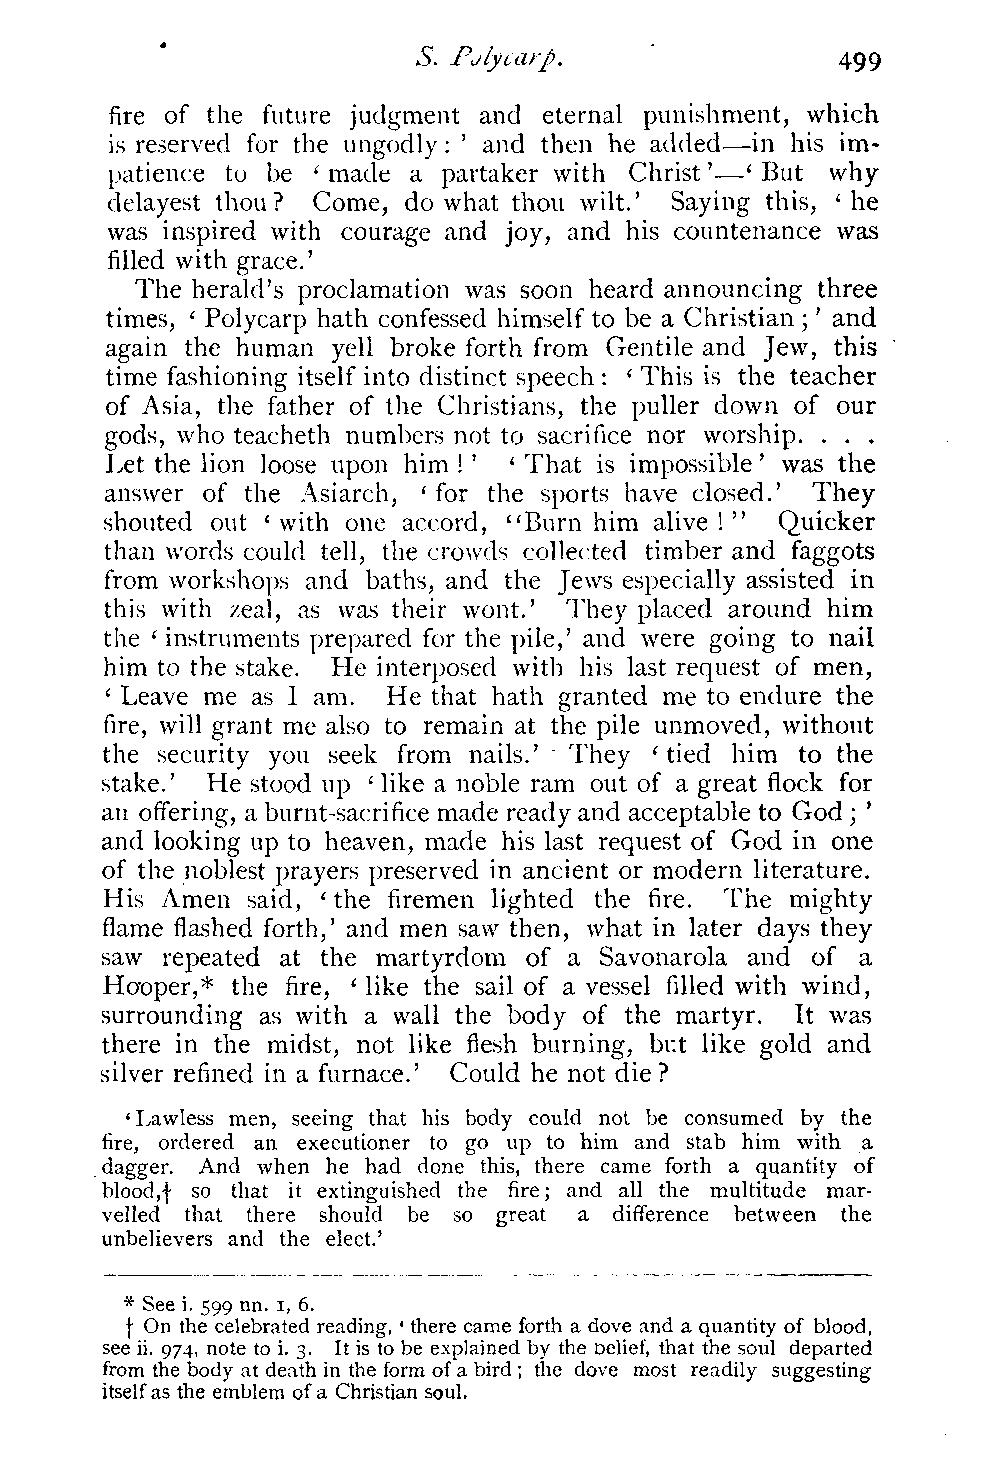 S. Polycarp. 499
fire of the future judgment and eternal punishment, which
is reserved for the ungodly : ’ and then he added—in his im-
patience to be ‘ made a partaker with Christ ’—‘ But why
delayest thou ? Come, do what thou wilt.’ Saying this, ‘ he
was inspired with courage and joy, and his countenance was
filled with grace.’
The herald’s proclamation was soon heard announcing three
times, ‘ Polycarp hath confessed himself to be a Christian ; ’ and
again the human yell broke forth from Gentile and Jew, this
time fashioning itself into distinct speech : ‘ This is the teacher
of Asia, the father of the Christians, the puller down of our
gods, who teacheth numbers not to sacrifice nor worship. . . .
Let the lion loose upon him ! ’ ‘ That is impossible ’ was the
answer of the Asiarch, ‘ for the sports have closed.’ They
shouted out ‘ with one accord, “Burn him alive ! ” Quicker
than words could tell, the crowds collected timber and faggots
from workshops and baths, and the Jews especially assisted in
this with zeal, as was their wont.’ They placed around him
the ‘ instruments prepared for the pile,’ and were going to nail
him to the stake. He interposed with his last request of men,
‘ Leave me as I am. He that hath granted me to endure the
fire, will grant me also to remain at the pile unmoved, without
the security you seek from nails.’ They ‘ tied him to the
stake.’ He stood up ‘ like a noble ram out of a great flock for
an offering, a burnt-sacrifice made ready and acceptable to God ; ’
and looking up to heaven, made his last request of God in one
of the noblest prayers preserved in ancient or modern literature.
His Amen said, ‘ the firemen lighted the fire. The mighty
flame flashed forth,’ and men saw then, what in later days they
saw repeated at the martyrdom of a Savonarola and of a
Hooper,* the fire, ‘ like the sail of a vessel filled with wind,
surrounding as with a wall the body of the martyr. It was
there in the midst, not like flesh burning, but like gold and
silver refined in a furnace.’ Could he not die ?
‘ Lawless men, seeing that his body could not be consumed by the
fire, ordered an executioner to go up to him and stab him with a
dagger. And when he had done this, there came forth a quantity of
blood,† so that it extinguished the fire ; and all the multitude mar-
velled that there should be so great a difference between the
unbelievers and the elect.’
* See i. 599 nn. 1, 6.
† On the celebrated reading, ‘ there came forth a dove and a quantity of blood,
see ii. 974, note to i. 3. It is to be explained by the belief, that the soul departed
from the body at death in the form of a bird ; the dove most readily suggesting
itself as the emblem of a Christian soul.